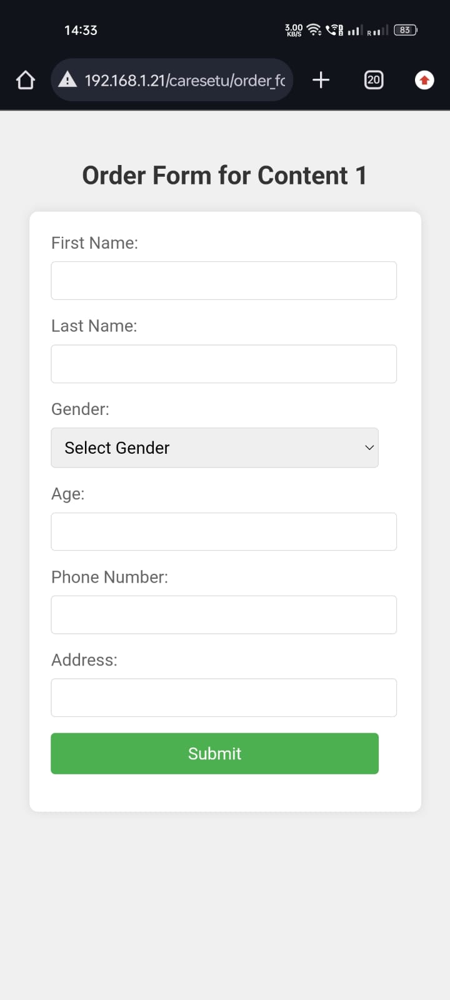 14:33
3.00
KB/S
R
83
192.168.1.21/caresetu/order_fo
20
Order Form for Content 1
First Name:
Last Name:
Gender:
Select Gender
Age:
Phone Number:
Address:
Submit